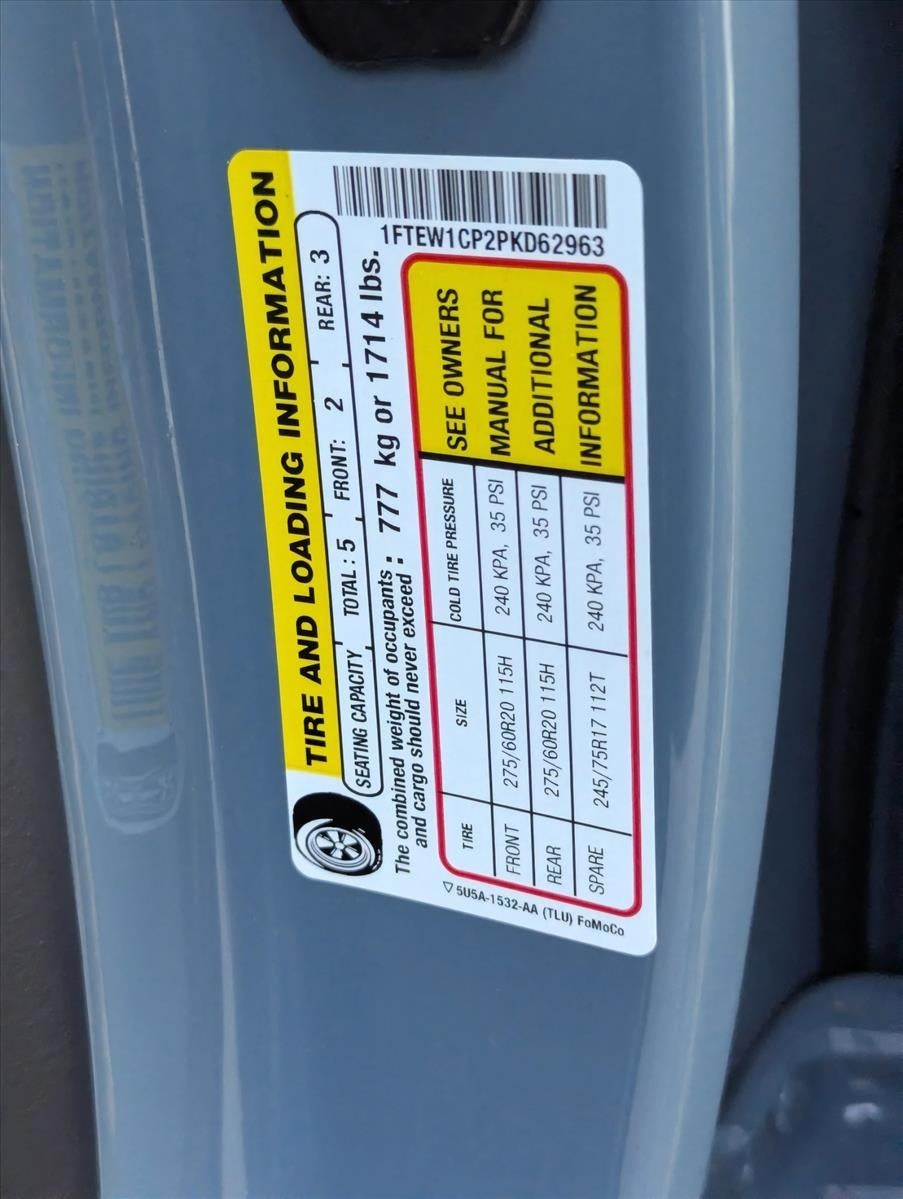 1FTEW1CP2PKD62963
TIRE AND LOADING INFORMATION
SEATING CAPACITY TOTAL: 5 FRONT: 2 REAR: 3
The combined weight of occupants and cargo should never exceed: 777 kg or 1714 lbs.
TIRE SIZE COLD TIRE PRESSURE
FRONT 275/60R20 115H 240 KPA, 35 PSI
REAR 275/60R20 115H 240 KPA, 35 PSI
SPARE 245/75R17 112T 240 KPA, 35 PSI
SEE OWNERS
MANUAL FOR
ADDITIONAL
INFORMATION
5U5A-1532-AA (TLU) FoMoCo